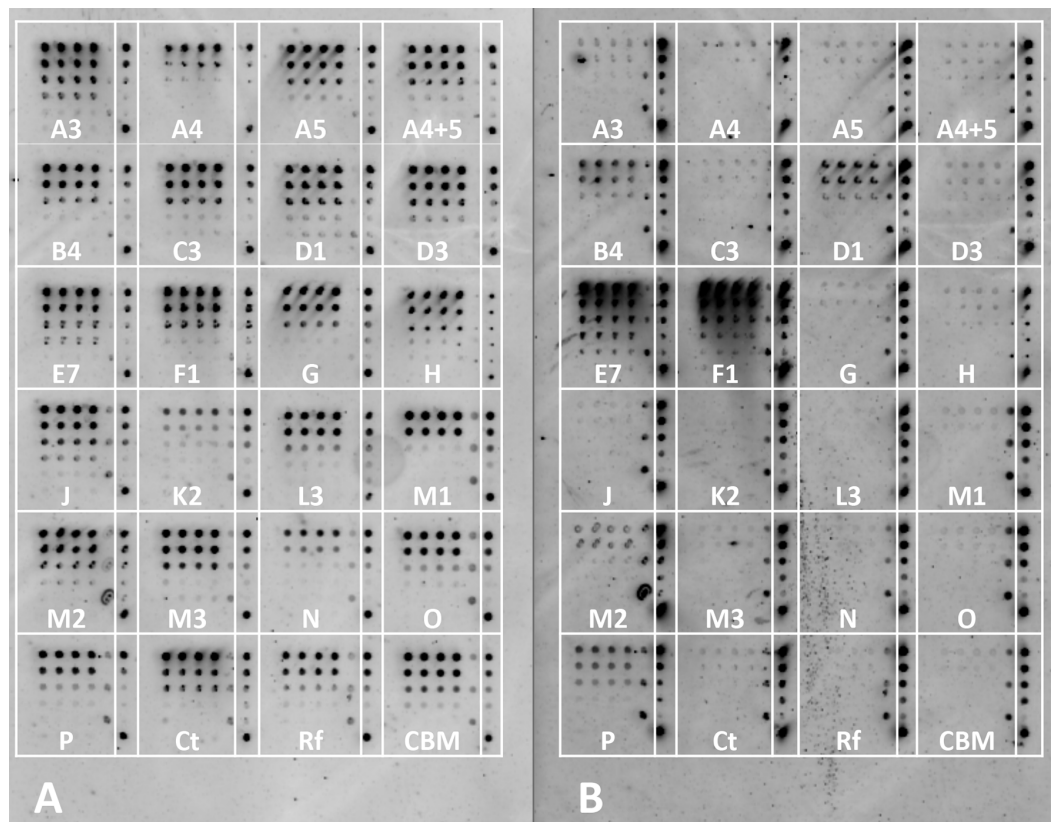 A3 A4 A5 A4+5 A3 A4 A5 A4+5
B4 C3 D1 D3 B4 C3 D1 D3
E7 F1 G H E7 F1 G H
J K2 L3 M1 J K2 L3 M1
M2 M3 N O M2 M3 N O
P Ct Rf CBM P Ct Rf CBM
A B